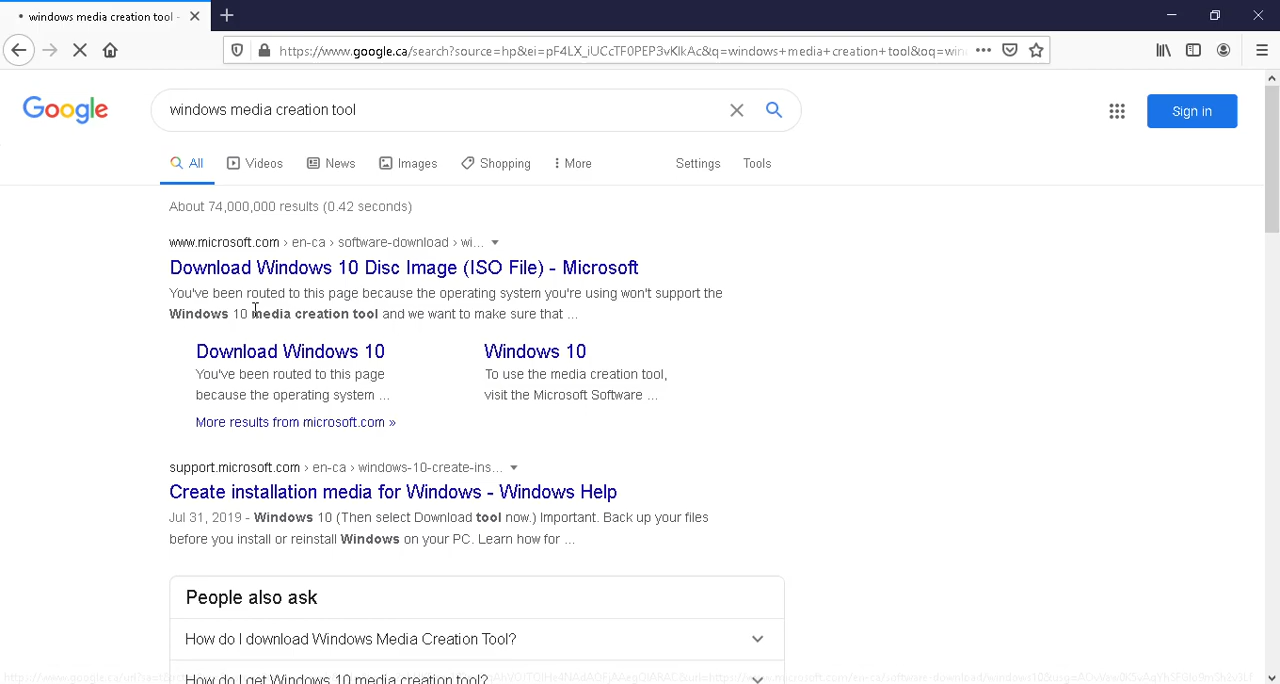 windows media creation tool -
https://www.google.ca/search?source=hp&ei=pF4LX_iUCcTF0PEP3vKlkAc&q=windows+media+creation+tool&oq=win
Google
windows media creation tool
Sign in
All Videos News Images Shopping More Settings Tools
About 74,000,000 results (0.42 seconds)
www.microsoft.com › en-ca › software-download › wi...
Download Windows 10 Disc Image (ISO File) - Microsoft
You've been routed to this page because the operating system you're using won't support the
Windows 10 media creation tool and we want to make sure that ...
Download Windows 10
You've been routed to this page
because the operating system ...
Windows 10
To use the media creation tool,
visit the Microsoft Software ...
More results from microsoft.com »
support.microsoft.com › en-ca › windows-10-create-ins...
Create installation media for Windows - Windows Help
Jul 31, 2019 - Windows 10 (Then select Download tool now.) Important. Back up your files
before you install or reinstall Windows on your PC. Learn how for ...
People also ask
How do I download Windows Media Creation Tool?
How do I get Windows 10 media creation tool?